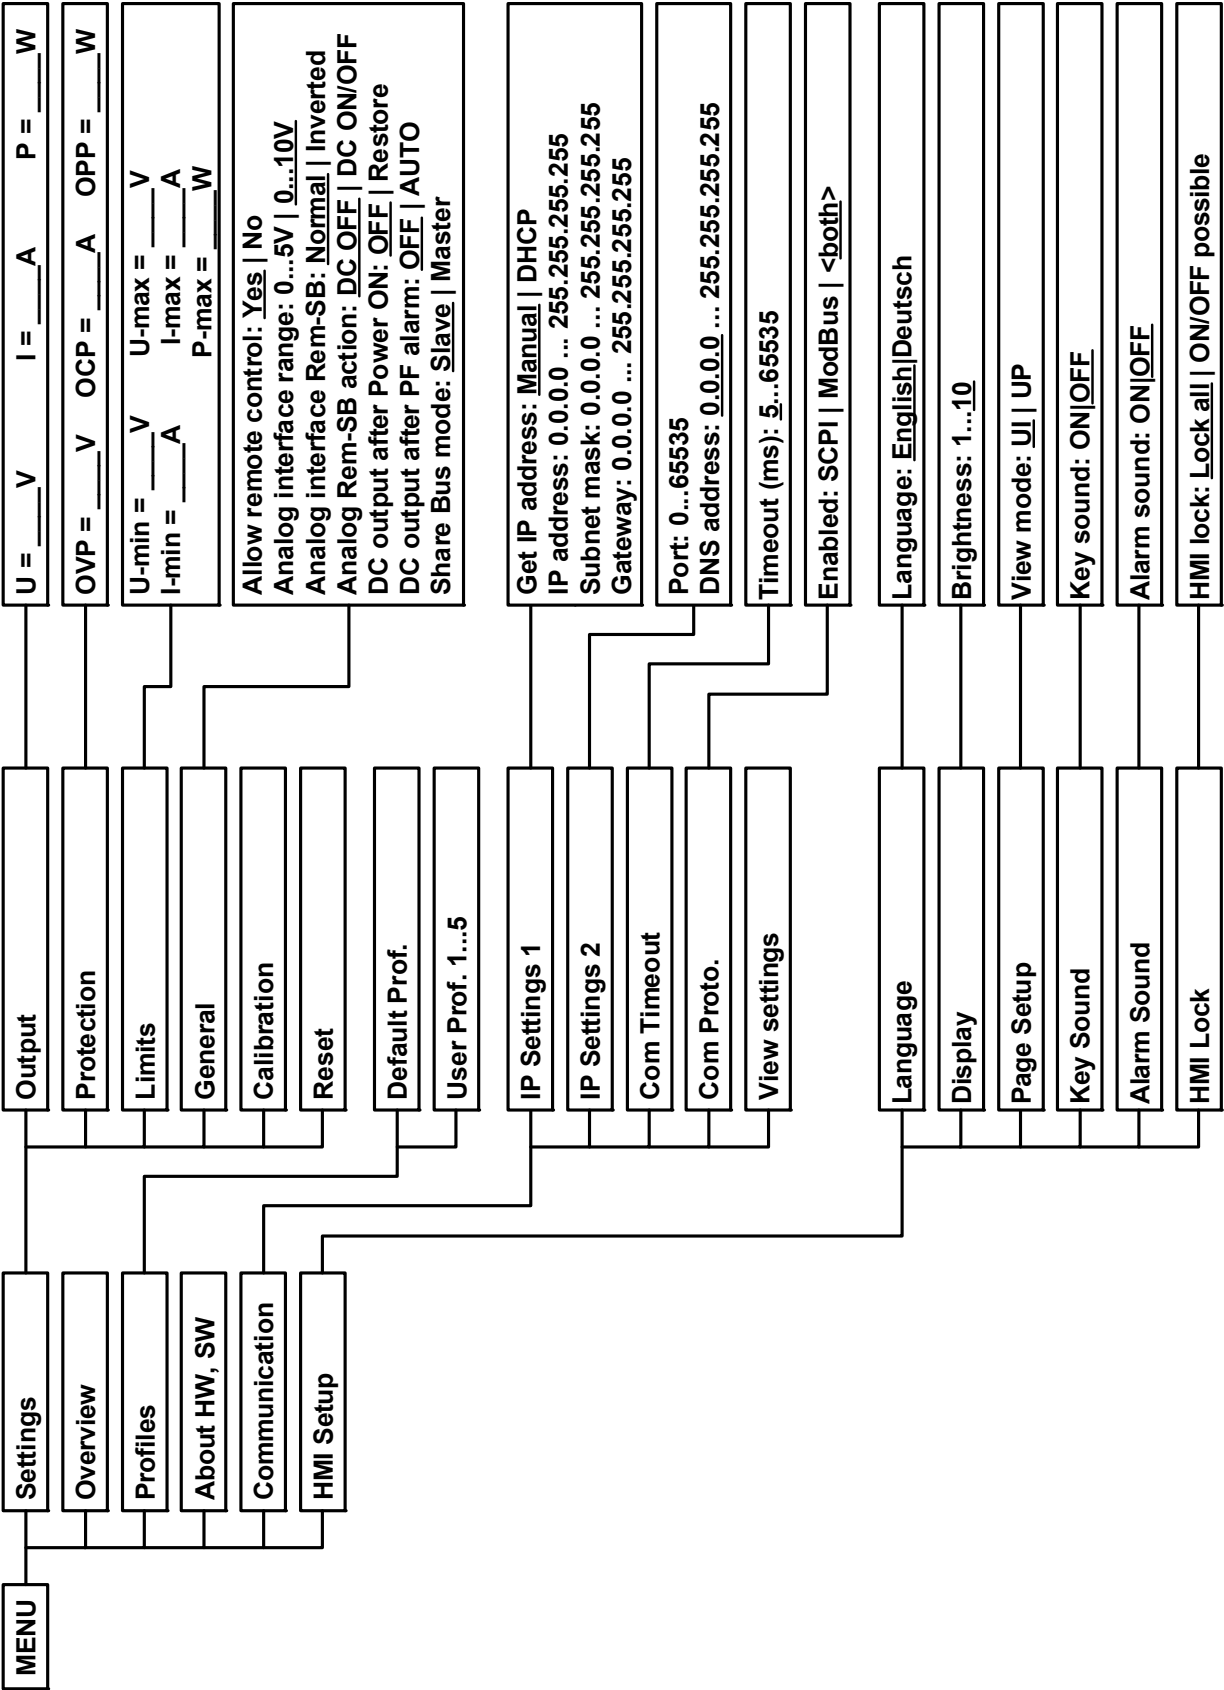 MENU
Settings
Overview
Profiles
About HW, SW
Communication
HMI Setup
Output
Protection
Limits
General
Calibration
Reset
Default Prof.
User Prof. 1...5
IP Settings 1
IP Settings 2
Com Timeout
Com Proto.
View settings
Language
Display
Page Setup
Key Sound
Alarm Sound
HMI Lock
U = ___V I = ___A P = ___W
OVP = ___V OCP = ___A OPP = ___W
U-min = ___V U-max = ___V
I-min = ___A I-max = ___A
P-max = ___W
Allow remote control: Yes | No
Analog interface range: 0...5V | 0...10V
Analog interface Rem-SB: Normal | Inverted
Analog Rem-SB action: DC OFF | DC ON/OFF
DC output after Power ON: OFF | Restore
DC output after PF alarm: OFF | AUTO
Share Bus mode: Slave | Master
Get IP address: Manual | DHCP
IP address: 0.0.0.0 ... 255.255.255.255
Subnet mask: 0.0.0.0 ... 255.255.255.255
Gateway: 0.0.0.0 ... 255.255.255.255
Port: 0...65535
DNS address: 0.0.0.0 ... 255.255.255.255
Timeout (ms): 5...65535
Enabled: SCPI | ModBus | <both>
Language: English|Deutsch
Brightness: 1...10
View mode: UI | UP
Key sound: ON|OFF
Alarm sound: ON|OFF
HMI lock: Lock all | ON/OFF possible